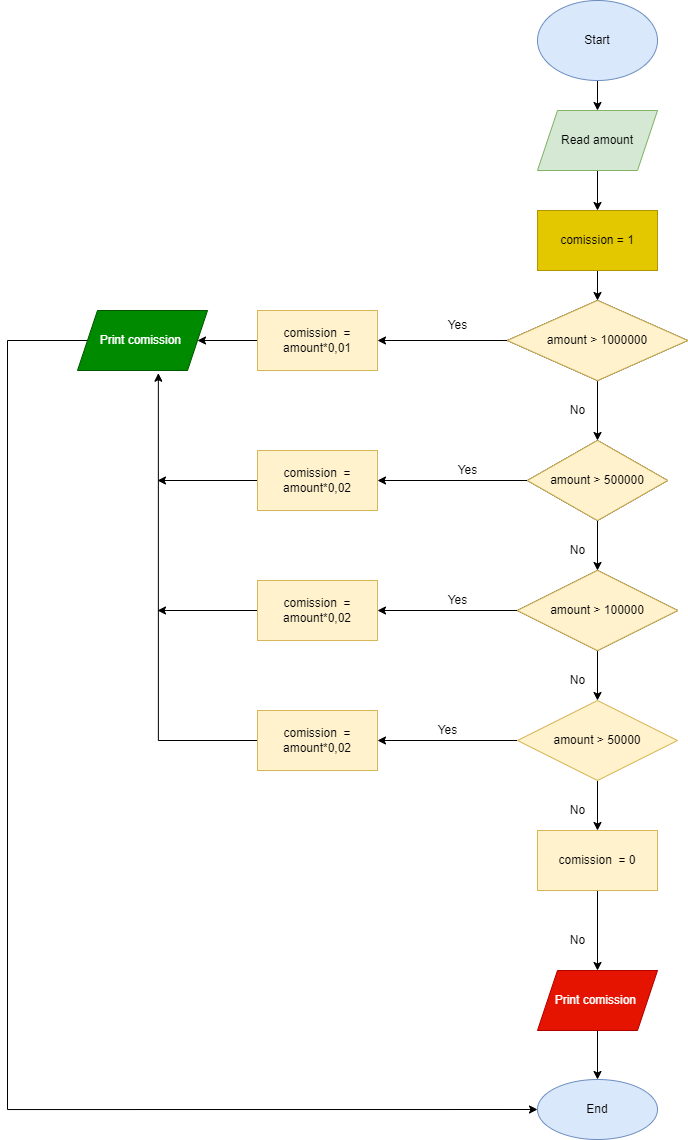 Start
Read amount
comission = 1
amount > 1000000
Yes
comission =
amount*0,01
Print comission
No
amount > 500000
Yes
comission =
amount*0,02
No
amount > 100000
Yes
comission =
amount*0,02
No
amount > 50000
Yes
comission =
amount*0,02
No
comission = 0
No
Print comission
End